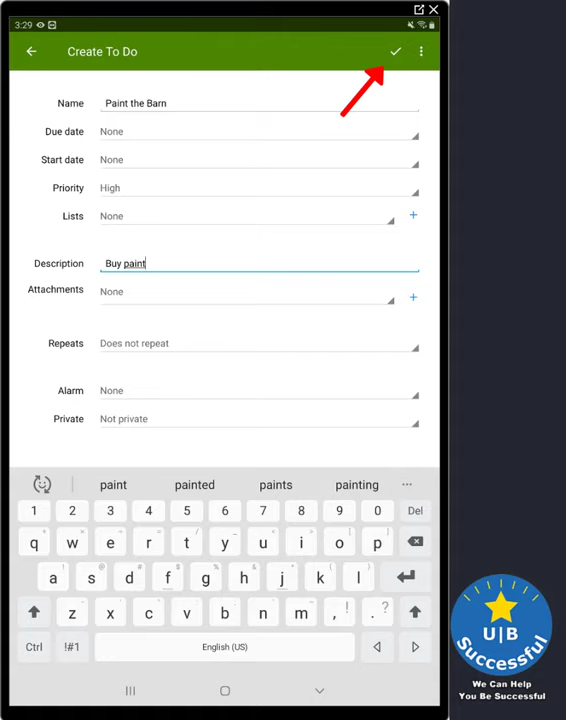 3:29
Create To Do
Name Paint the Barn
Due date None
Start date None
Priority High
Lists None +
Description Buy paint
Attachments None +
Repeats Does not repeat
Alarm None
Private Not private
paint painted paints painting ...
1 2 3 4 5 6 7 8 9 0 Del
q w e r t y u i o p
a s d f g h j k l
z x c v b n m , ! . ?
Ctrl !#1 English (US)
U|B
Successful
We Can Help
You Be Successful